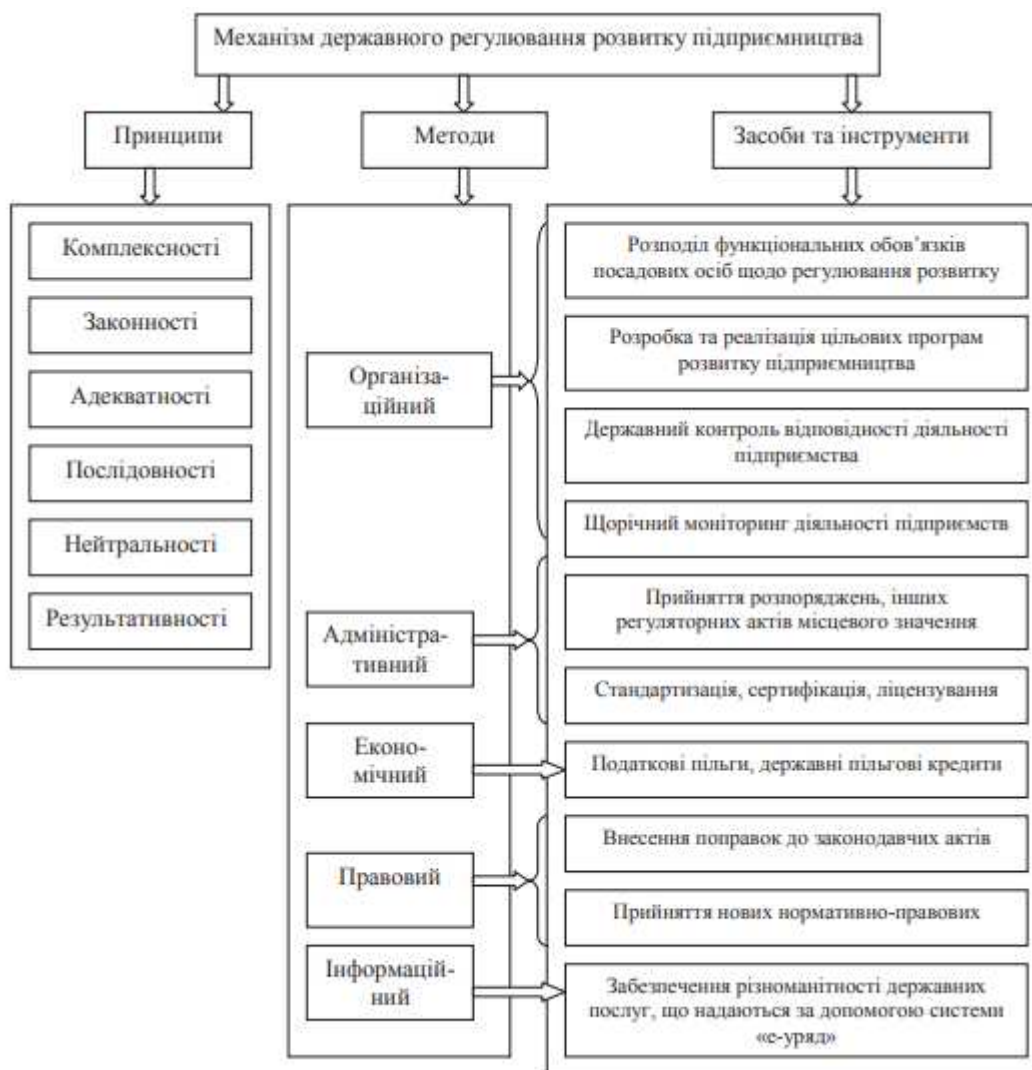 Механізм державного регулювання розвитку підприємництва
Принципи
Методи
Засоби та інструменти
Комплексності
Законності
Адекватності
Послідовності
Нейтральності
Результативності
Організа-
ційний
Адміністра-
тивний
Еконо-
мічний
Правовий
Інформацій-
ний
Розподіл функціональних обов’язків
посадових осіб щодо регулювання розвитку
Розробка та реалізація цільових програм
розвитку підприємництва
Державний контроль відповідності діяльності
підприємства
Щорічний моніторинг діяльності підприємств
Прийняття розпоряджень, інших
регуляторних актів місцевого значення
Стандартизація, сертифікація, ліцензування
Податкові пільги, державні пільгові кредити
Внесення поправок до законодавчих актів
Прийняття нових нормативно-правових
Забезпечення різноманітності державних
послуг, що надаються за допомогою системи
«е-уряд»